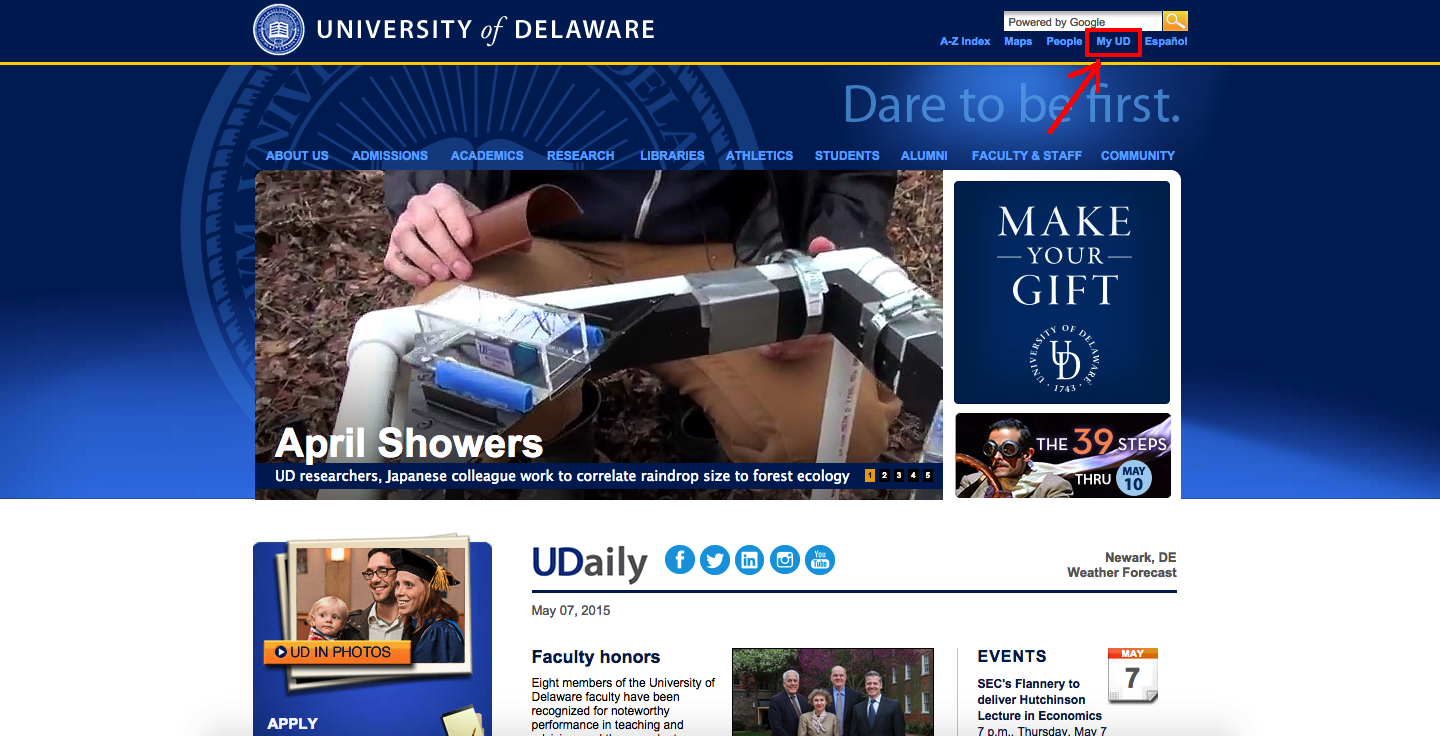 UNIVERSITY of DELAWARE
Powered by Google
A-Z Index Maps People My UD Español
Dare to be first.
ABOUT US ADMISSIONS ACADEMICS RESEARCH LIBRARIES ATHLETICS STUDENTS ALUMNI FACULTY & STAFF COMMUNITY
MAKE
YOUR
GIFT
UNIVERSITY OF DELAWARE
UD
1743
April Showers
UD researchers, Japanese colleague work to correlate raindrop size to forest ecology 1 2 3 4 5
THE 39 STEPS
THRU MAY
10
UD IN PHOTOS
APPLY
UDaily
You
Tube
Newark, DE
Weather Forecast
May 07, 2015
Faculty honors
Eight members of the University of
Delaware faculty have been
recognized for noteworthy
performance in teaching and
EVENTS
MAY
7
SEC's Flannery to
deliver Hutchinson
Lecture in Economics
7 p.m., Thursday, May 7